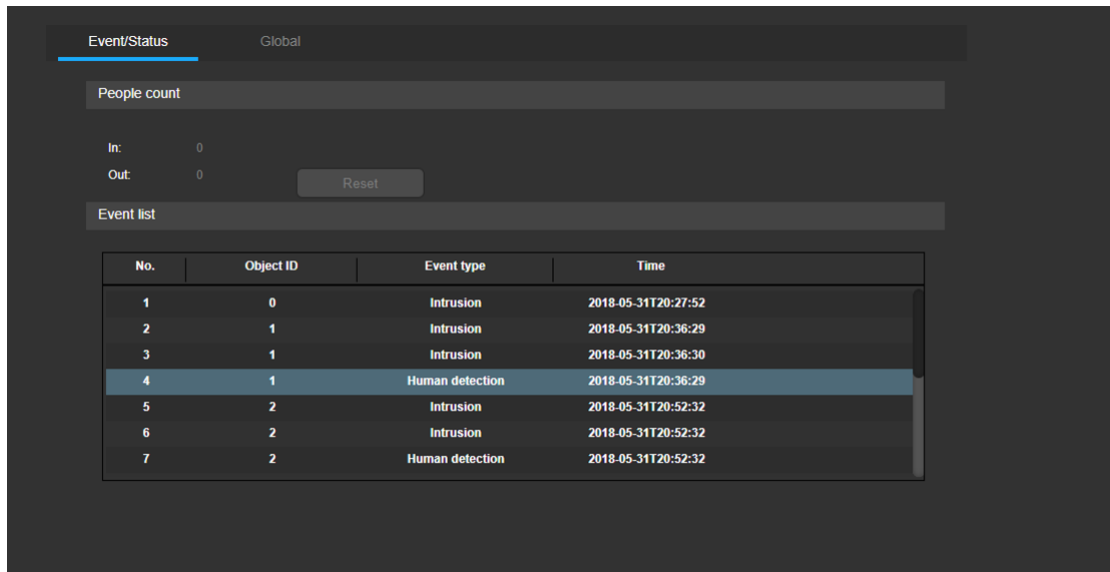 Event/Status Global
People count
In: 0
Out: 0
Reset
Event list
No. Object ID Event type Time
1 0 Intrusion 2018-05-31T20:27:52
2 1 Intrusion 2018-05-31T20:36:29
3 1 Intrusion 2018-05-31T20:36:30
4 1 Human detection 2018-05-31T20:36:29
5 2 Intrusion 2018-05-31T20:52:32
6 2 Intrusion 2018-05-31T20:52:32
7 2 Human detection 2018-05-31T20:52:32